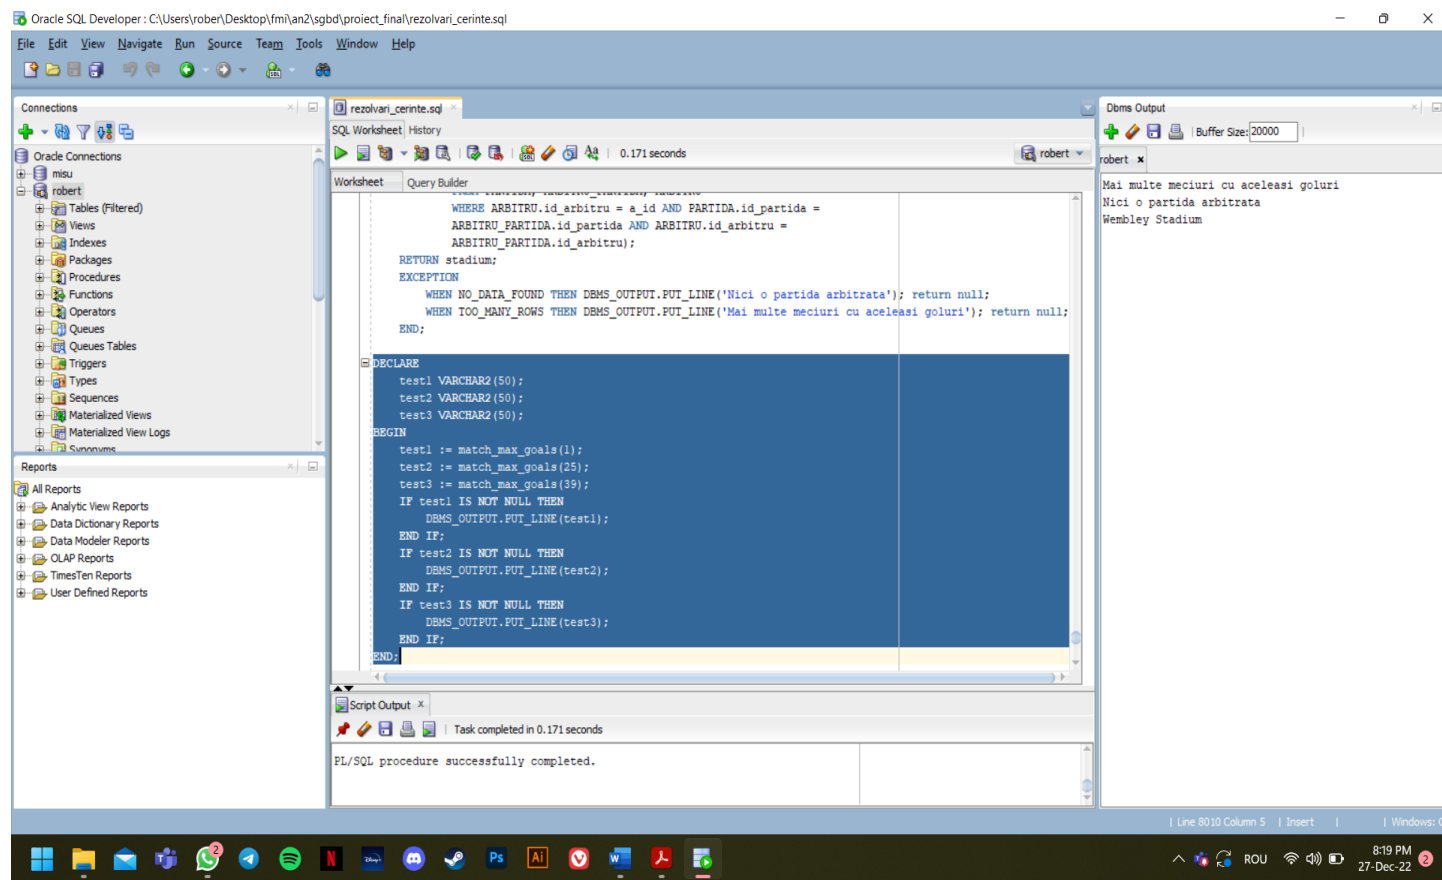 Oracle SQL Developer : C:\Users\rober\Desktop\fmi\an2\sgbd\proiect_final\rezolvari_cerinte.sql
File Edit View Navigate Run Source Team Tools Window Help
Connections
Oracle Connections
misu
robert
Tables (Filtered)
Views
Indexes
Packages
Procedures
Functions
Operators
Queues
Queues Tables
Triggers
Types
Sequences
Materialized Views
Materialized View Logs
Synonyms
Reports
All Reports
Analytic View Reports
Data Dictionary Reports
Data Modeler Reports
OLAP Reports
TimesTen Reports
User Defined Reports
rezolvari_cerinte.sql
SQL Worksheet History
0.171 seconds
robert
Worksheet Query Builder
WHERE ARBITRU.id_arbitru = a_id AND PARTIDA.id_partida =
ARBITRU_PARTIDA.id_partida AND ARBITRU.id_arbitru =
ARBITRU_PARTIDA.id_arbitru);
RETURN stadium;
EXCEPTION
WHEN NO_DATA_FOUND THEN DBMS_OUTPUT.PUT_LINE('Nici o partida arbitrata'); return null;
WHEN TOO_MANY_ROWS THEN DBMS_OUTPUT.PUT_LINE('Mai multe meciuri cu aceleasi goluri'); return null;
END;
DECLARE
test1 VARCHAR2(50);
test2 VARCHAR2(50);
test3 VARCHAR2(50);
BEGIN
test1 := match_max_goals(1);
test2 := match_max_goals(25);
test3 := match_max_goals(39);
IF test1 IS NOT NULL THEN
DBMS_OUTPUT.PUT_LINE(test1);
END IF;
IF test2 IS NOT NULL THEN
DBMS_OUTPUT.PUT_LINE(test2);
END IF;
IF test3 IS NOT NULL THEN
DBMS_OUTPUT.PUT_LINE(test3);
END IF;
END;
Script Output
Task completed in 0.171 seconds
PL/SQL procedure successfully completed.
Dbms Output
Buffer Size: 20000
robert
Mai multe meciuri cu aceleasi goluri
Nici o partida arbitrata
Wembley Stadium
Line 8010 Column 5 | Insert | | Windows:
2
Ps
Ai
ROU
8:19 PM
27-Dec-22
2